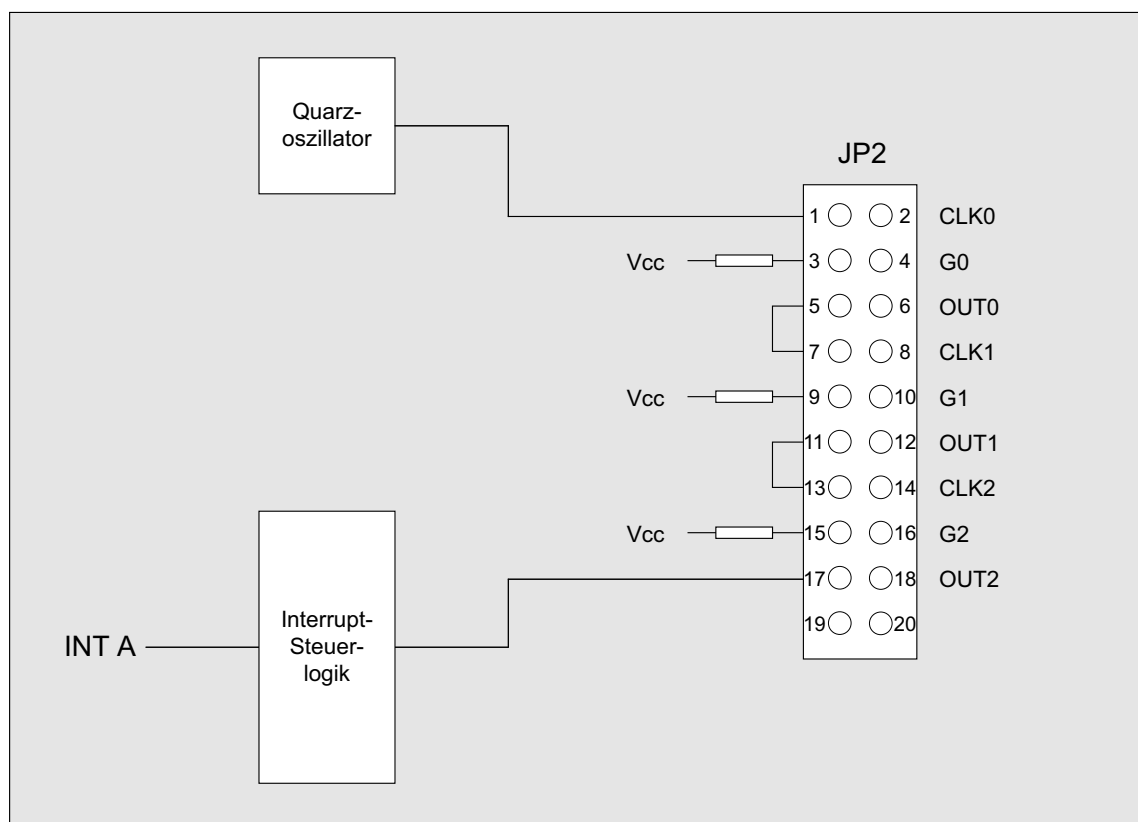 Quarz-
oszillator
JP2
1 2 CLK0
Vcc 3 4 G0
5 6 OUT0
7 8 CLK1
Vcc 9 10 G1
11 12 OUT1
13 14 CLK2
Vcc 15 16 G2
17 18 OUT2
19 20
INT A
Interrupt-
Steuer-
logik